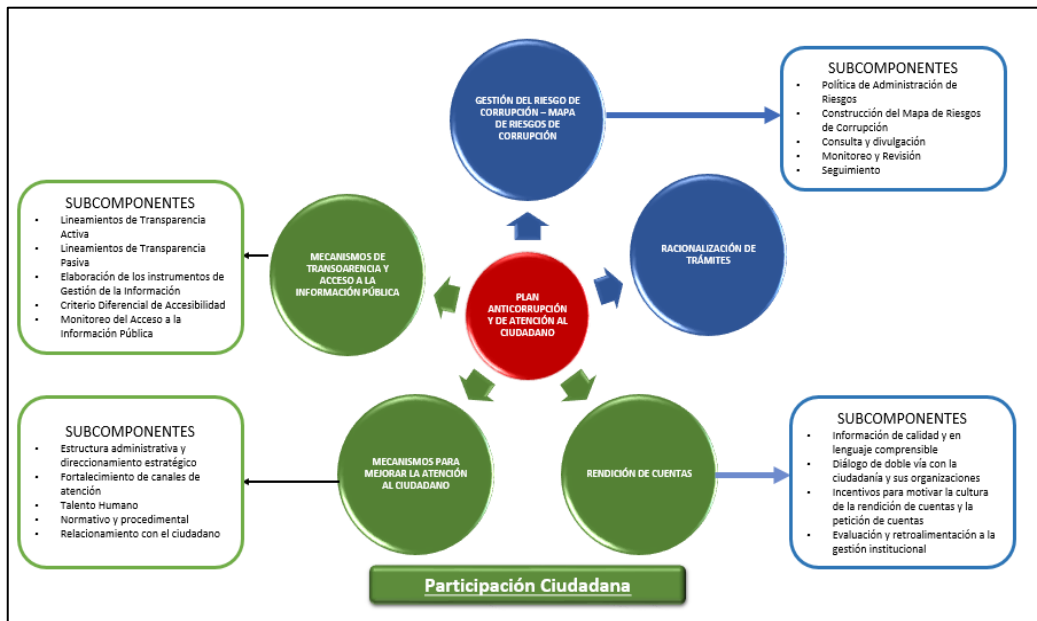 GESTIÓN DEL RIESGO DE
CORRUPCIÓN – MAPA
DE RIESGOS DE
CORRUPCIÓN
SUBCOMPONENTES
• Política de Administración de
Riesgos
• Construcción del Mapa de Riesgos
de Corrupción
• Consulta y divulgación
• Monitoreo y Revisión
• Seguimiento
SUBCOMPONENTES
• Lineamientos de Transparencia
Activa
• Lineamientos de Transparencia
Pasiva
• Elaboración de los instrumentos de
Gestión de la Información
• Criterio Diferencial de Accesibilidad
• Monitoreo del Acceso a la
Información Pública
MECANISMOS DE
TRANSOARENCIA Y
ACCESO A LA
INFORMACIÓN PÚBLICA
RACIONALIZACIÓN DE
TRÁMITES
PLAN
ANTICORRUPCIÓN
Y DE ATENCIÓN AL
CIUDADANO
SUBCOMPONENTES
• Estructura administrativa y
direccionamiento estratégico
• Fortalecimiento de canales de
atención
• Talento Humano
• Normativo y procedimental
• Relacionamiento con el ciudadano
MECANISMOS PARA
MEJORAR LA ATENCIÓN
AL CIUDADANO
RENDICIÓN DE CUENTAS
SUBCOMPONENTES
• Información de calidad y en
lenguaje comprensible
• Diálogo de doble vía con la
ciudadanía y sus organizaciones
• Incentivos para motivar la cultura
de la rendición de cuentas y la
petición de cuentas
• Evaluación y retroalimentación a la
gestión institucional
Participación Ciudadana